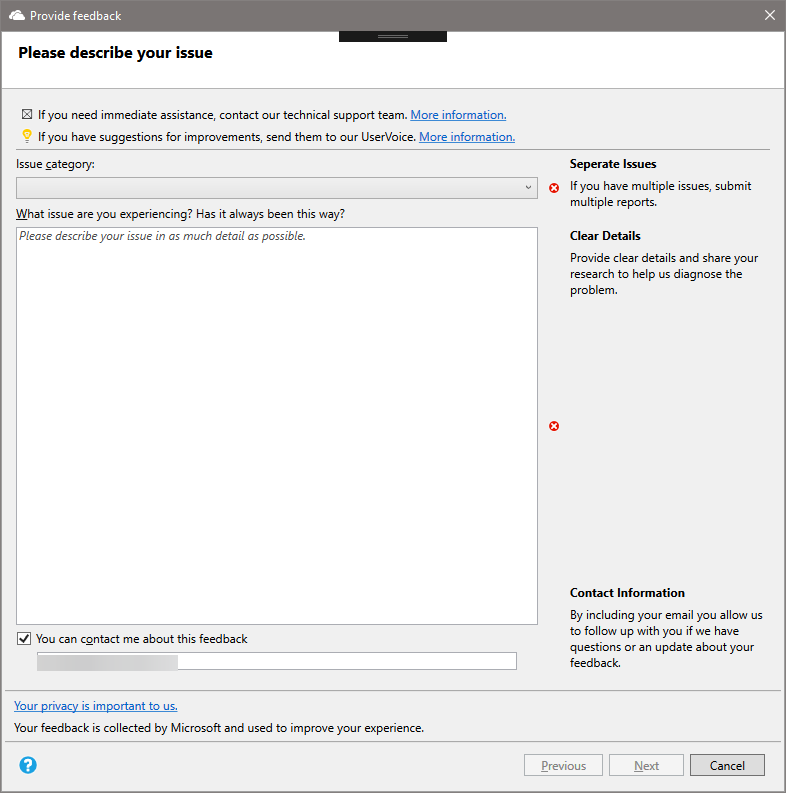 Provide feedback
Please describe your issue
If you need immediate assistance, contact our technical support team. More information.
If you have suggestions for improvements, send them to our UserVoice. More information.
Issue category:
What issue are you experiencing? Has it always been this way?
Please describe your issue in as much detail as possible.
Seperate Issues
If you have multiple issues, submit
multiple reports.
Clear Details
Provide clear details and share your
research to help us diagnose the
problem.
Contact Information
By including your email you allow us
to follow up with you if we have
questions or an update about your
feedback.
You can contact me about this feedback
Your privacy is important to us.
Your feedback is collected by Microsoft and used to improve your experience.
?
Previous
Next
Cancel